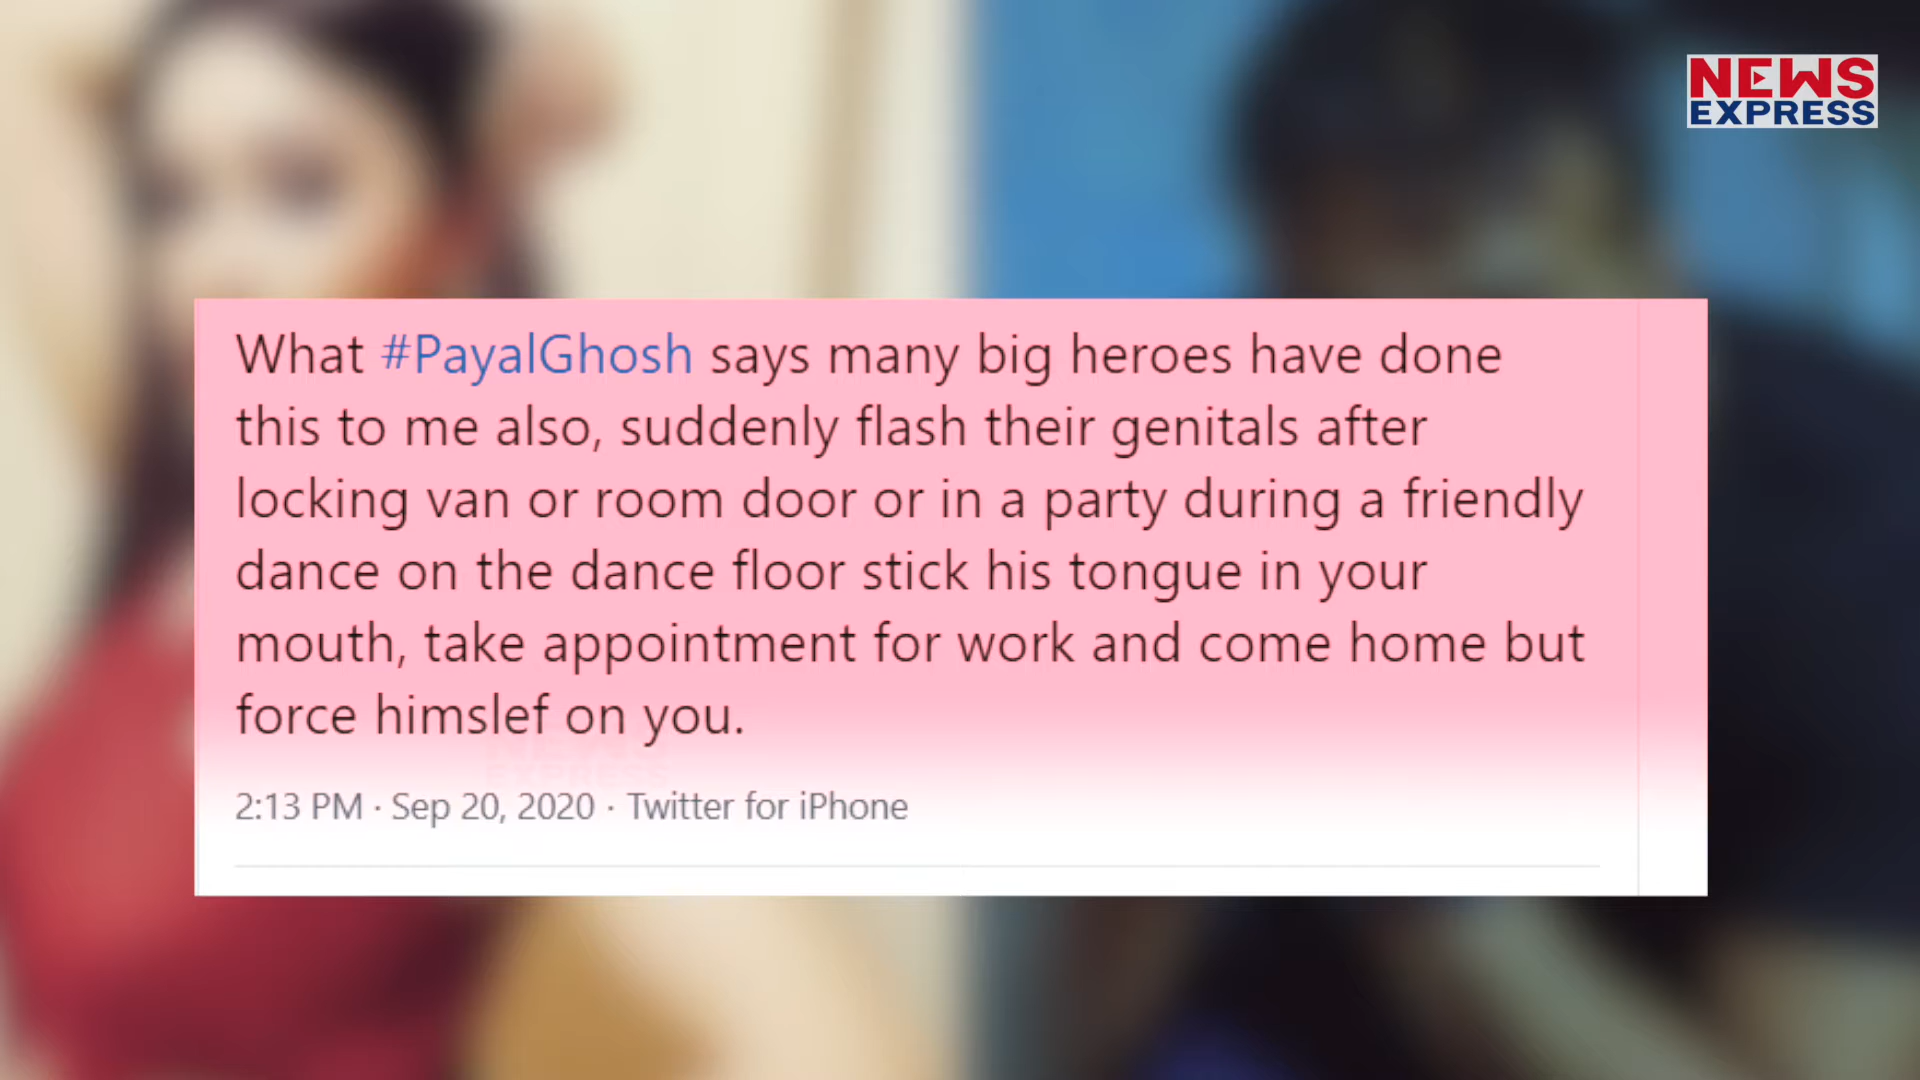 NEWS
EXPRESS
What #PayalGhosh says many big heroes have done
this to me also, suddenly flash their genitals after
locking van or room door or in a party during a friendly
dance on the dance floor stick his tongue in your
mouth, take appointment for work and come home but
force himslef on you.
2:13 PM · Sep 20, 2020 · Twitter for iPhone